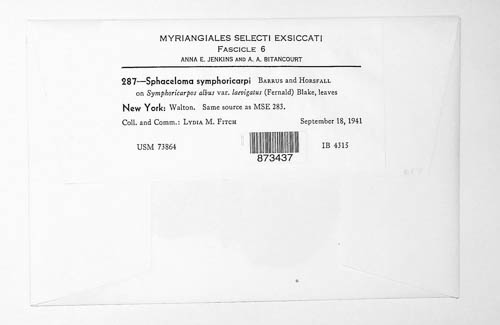 MYRIANGIALES SELECTI EXSICCATI
FASCICLE 6
ANNA E. JENKINS AND A. A. BITANCOURT
287—Sphaceloma symphoricarpi BARRUS and HORSFALL
on Symphoricarpos albus var. laevigatus (Fernald) Blake, leaves
New York: Walton. Same source as MSE 283.
Coll. and Comm.: LYDIA M. FITCH September 18, 1941
USM 73864 IB 4315
873437